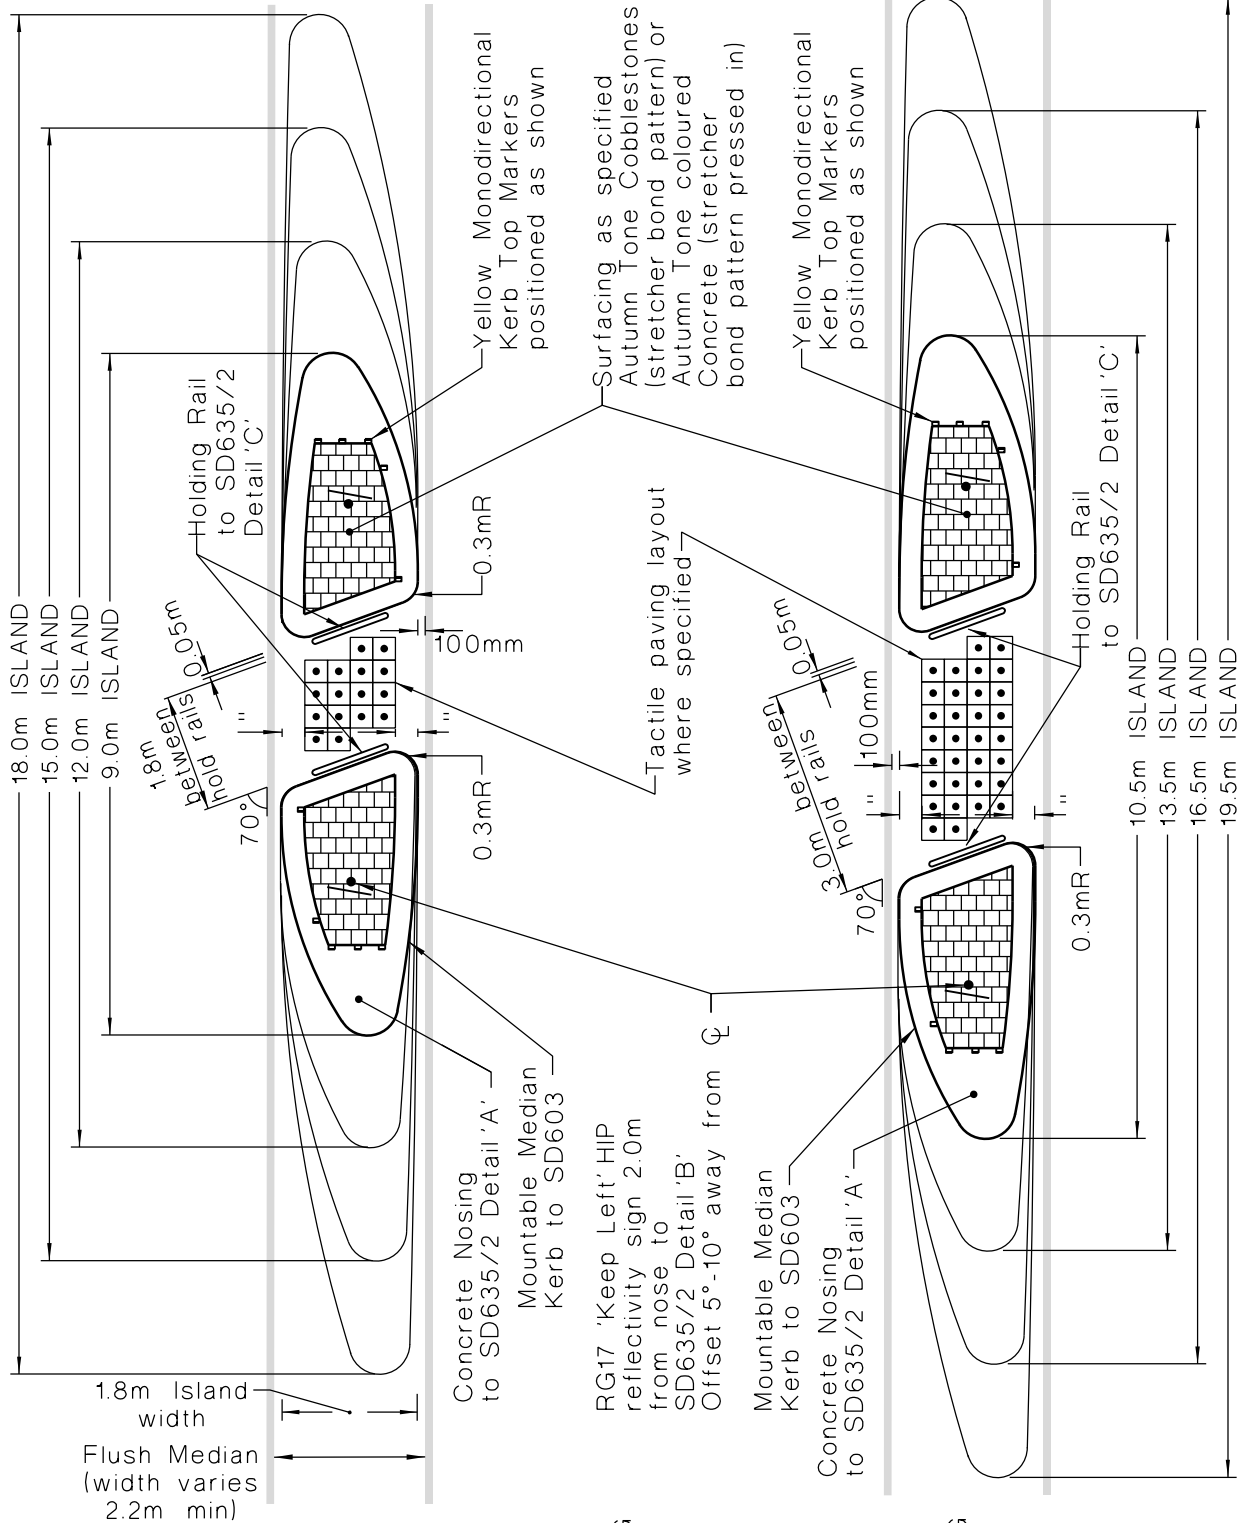 18.0m ISLAND
15.0m ISLAND
12.0m ISLAND
9.0m ISLAND
Holding Rail
to SD635/2
Detail 'C'
0.05m
1.8m
between
hold rails
70°
"
"
100mm
0.3mR
0.3mR
Yellow Monodirectional
Kerb Top Markers
positioned as shown
Surfacing as specified
Autumn Tone Cobblestones
(stretcher bond pattern) or
Autumn Tone coloured
Concrete (stretcher
bond pattern pressed in)
Yellow Monodirectional
Kerb Top Markers
positioned as shown
Tactile paving layout
where specified
Concrete Nosing
to SD635/2 Detail 'A'
Mountable Median
Kerb to SD603
RG17 'Keep Left' HIP
reflectivity sign 2.0m
from nose to
SD635/2 Detail 'B'
Offset 5°-10° away from ℄
Mountable Median
Kerb to SD603
Concrete Nosing
to SD635/2 Detail 'A'
1.8m Island
width
Flush Median
(width varies
2.2m min)
0.05m
3.0m between
hold rails
70°
100mm
"
"
0.3mR
Holding Rail
to SD635/2 Detail 'C'
10.5m ISLAND
13.5m ISLAND
16.5m ISLAND
19.5m ISLAND